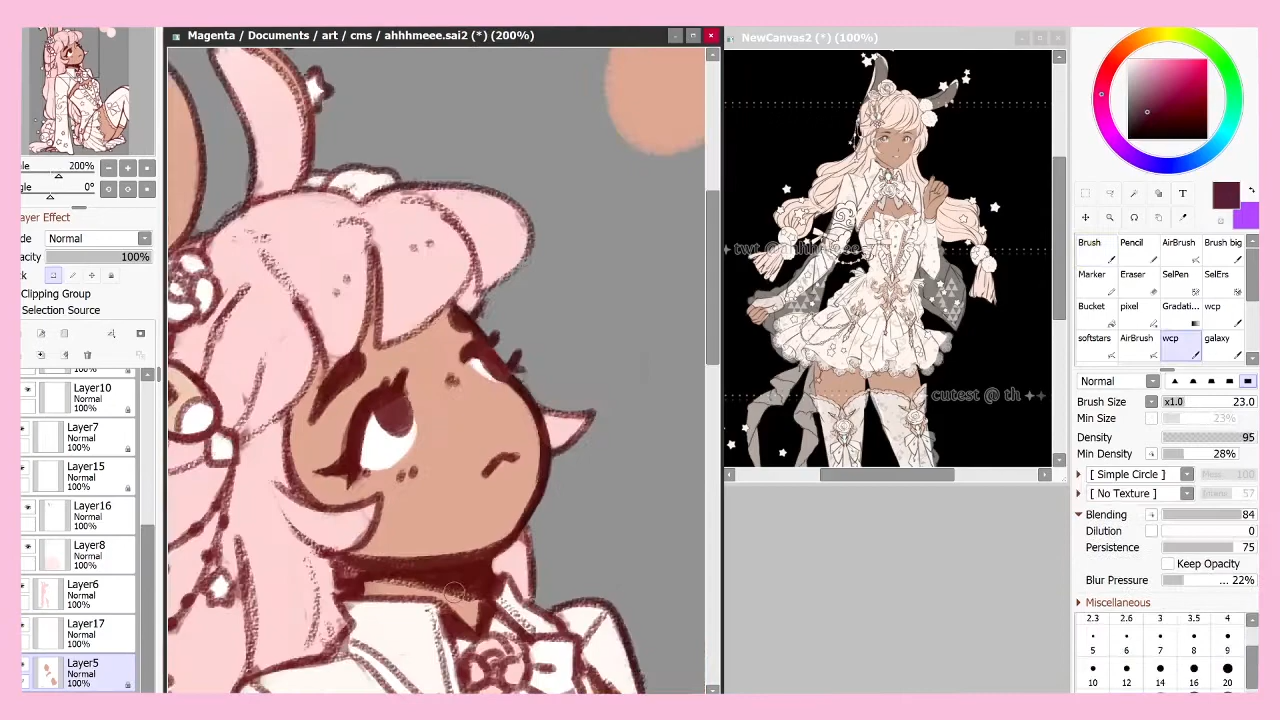 Magenta / Documents / art / cms / ahhhmeee.sai2 (*) (200%)
NewCanvas2 (*) (100%)
200%
0°
Normal
100%
Clipping Group
Selection Source
Layer10
Normal
100%
Layer7
Normal
100%
Layer15
Normal
100%
Layer16
Normal
100%
Layer8
Normal
100%
Layer6
Normal
100%
Layer17
Normal
100%
Layer5
Normal
100%
cutest @ th
T
Brush Pencil AirBrush Brush big
Marker Eraser SelPen SelErs
Bucket pixel Gradati... wcp
softstars AirBrush wcp galaxy
Normal
Brush Size x1.0 23.0
Min Size 23%
Density 95
Min Density 28%
[ Simple Circle ] 100
[ No Texture ] 57
Blending 84
Dilution 0
Persistence 75
Keep Opacity
Blur Pressure ... 22%
Miscellaneous
2.3 2.6 3 3.5 4
5 6 7 8 9
10 12 14 16 20